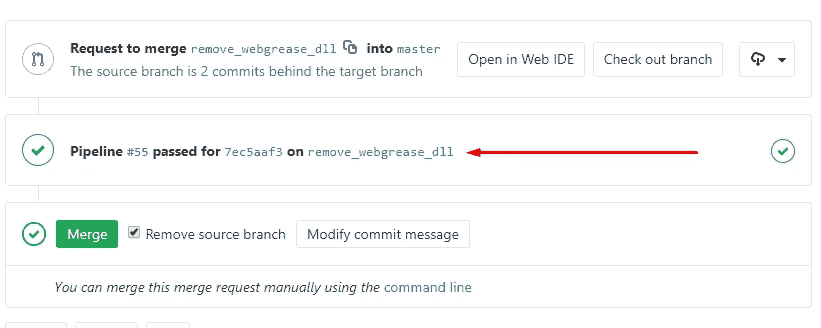 Request to merge remove_webgrease_dll into master
The source branch is 2 commits behind the target branch
Open in Web IDE
Check out branch
Pipeline #55 passed for 7ec5aaf3 on remove_webgrease_dll
Merge
Remove source branch
Modify commit message
You can merge this merge request manually using the command line